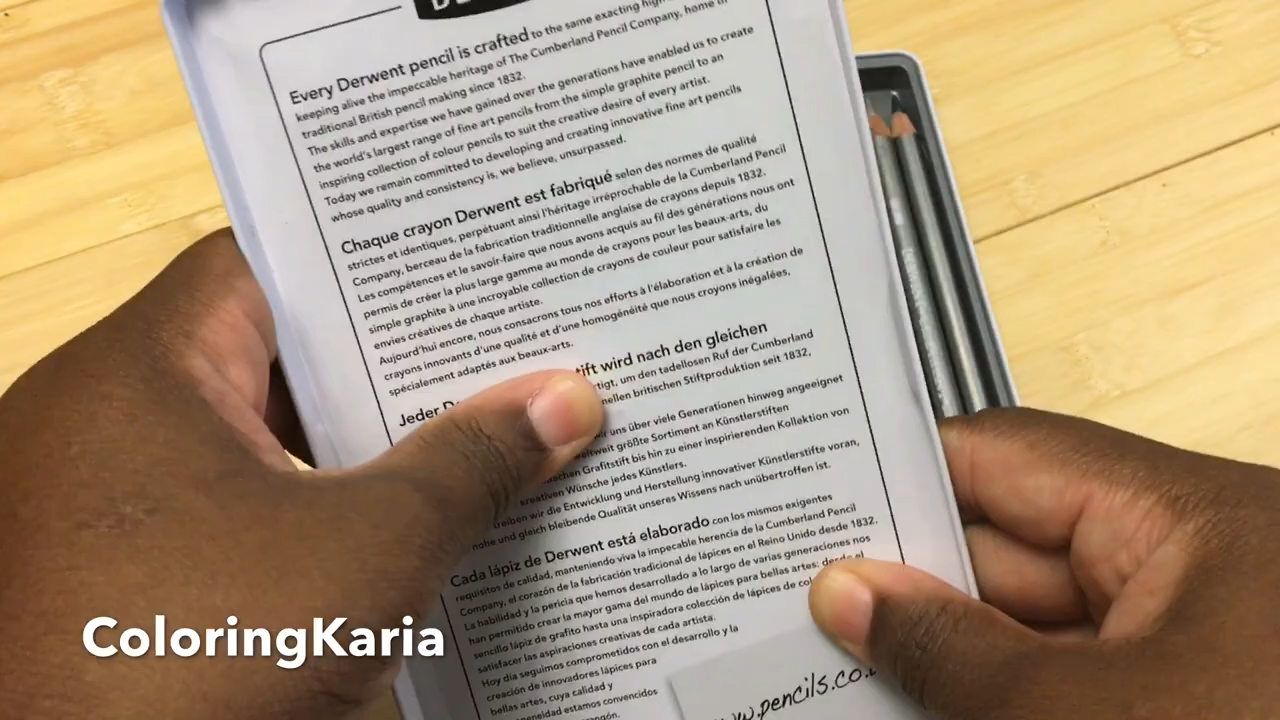 Every Derwent pencil is crafted to the same exacting
keeping alive the impeccable heritage of The Cumberland Pencil Company, home
traditional British pencil making since 1832.
The skills and expertise we have gained over the generations have enabled us to create
the world's largest range of fine art pencils from the simple graphite pencil to an
inspiring collection of colour pencils to suit the creative desire of every artist.
Today we remain committed to developing and creating innovative fine art pencils
whose quality and consistency is, we believe, unsurpassed.
Chaque crayon Derwent est fabriqué selon des normes de qualité
strictes et identiques, perpétuant ainsi l'héritage irréprochable de la Cumberland Pencil
Company, berceau de la fabrication traditionnelle anglaise de crayons depuis 1832.
Les compétences et le savoir-faire que nous avons acquis au fil des générations nous ont
permis de créer la plus large gamme au monde de crayons pour les beaux-arts, du
simple graphite à une incroyable collection de crayons de couleur pour satisfaire les
envies créatives de chaque artiste.
Aujourd'hui encore, nous consacrons tous nos efforts à l'élaboration et à la création de
crayons innovants d'une qualité et d'une homogénéité que nous croyons inégalées,
spécialement adaptés aux beaux-arts.
Jeder wird nach den gleichen
um den tadellosen Ruf der Cumberland
britischen Stiftproduktion seit 1832,
uns über viele Generationen hinweg angeeignet
größte Sortiment an Künstlerstiften
Grafitstift bis hin zu einer inspirierenden Kollektion von
kreativen Wünsche jedes Künstlers.
wir die Entwicklung und Herstellung innovativer Künstlerstifte voran,
und gleich bleibende Qualität unseres Wissens nach unübertroffen ist.
Cada lápiz de Derwent está elaborado con los mismos exigentes
requisitos de calidad, manteniendo viva la impecable herencia de la Cumberland Pencil
Company, el corazón de la fabricación tradicional de lápices en el Reino Unido desde 1832.
La habilidad y la pericia que hemos desarrollado a lo largo de varias generaciones nos
han permitido crear la mayor gama del mundo de lápices para bellas artes: desde el
sencillo lápiz de grafito hasta una inspiradora colección de lápices de
satisfacer las aspiraciones creativas de cada artista.
Hoy día seguimos comprometidos con el desarrollo y la
creación de innovadores lápices para
bellas artes, cuya calidad y
estamos convencidos
ColoringKaria